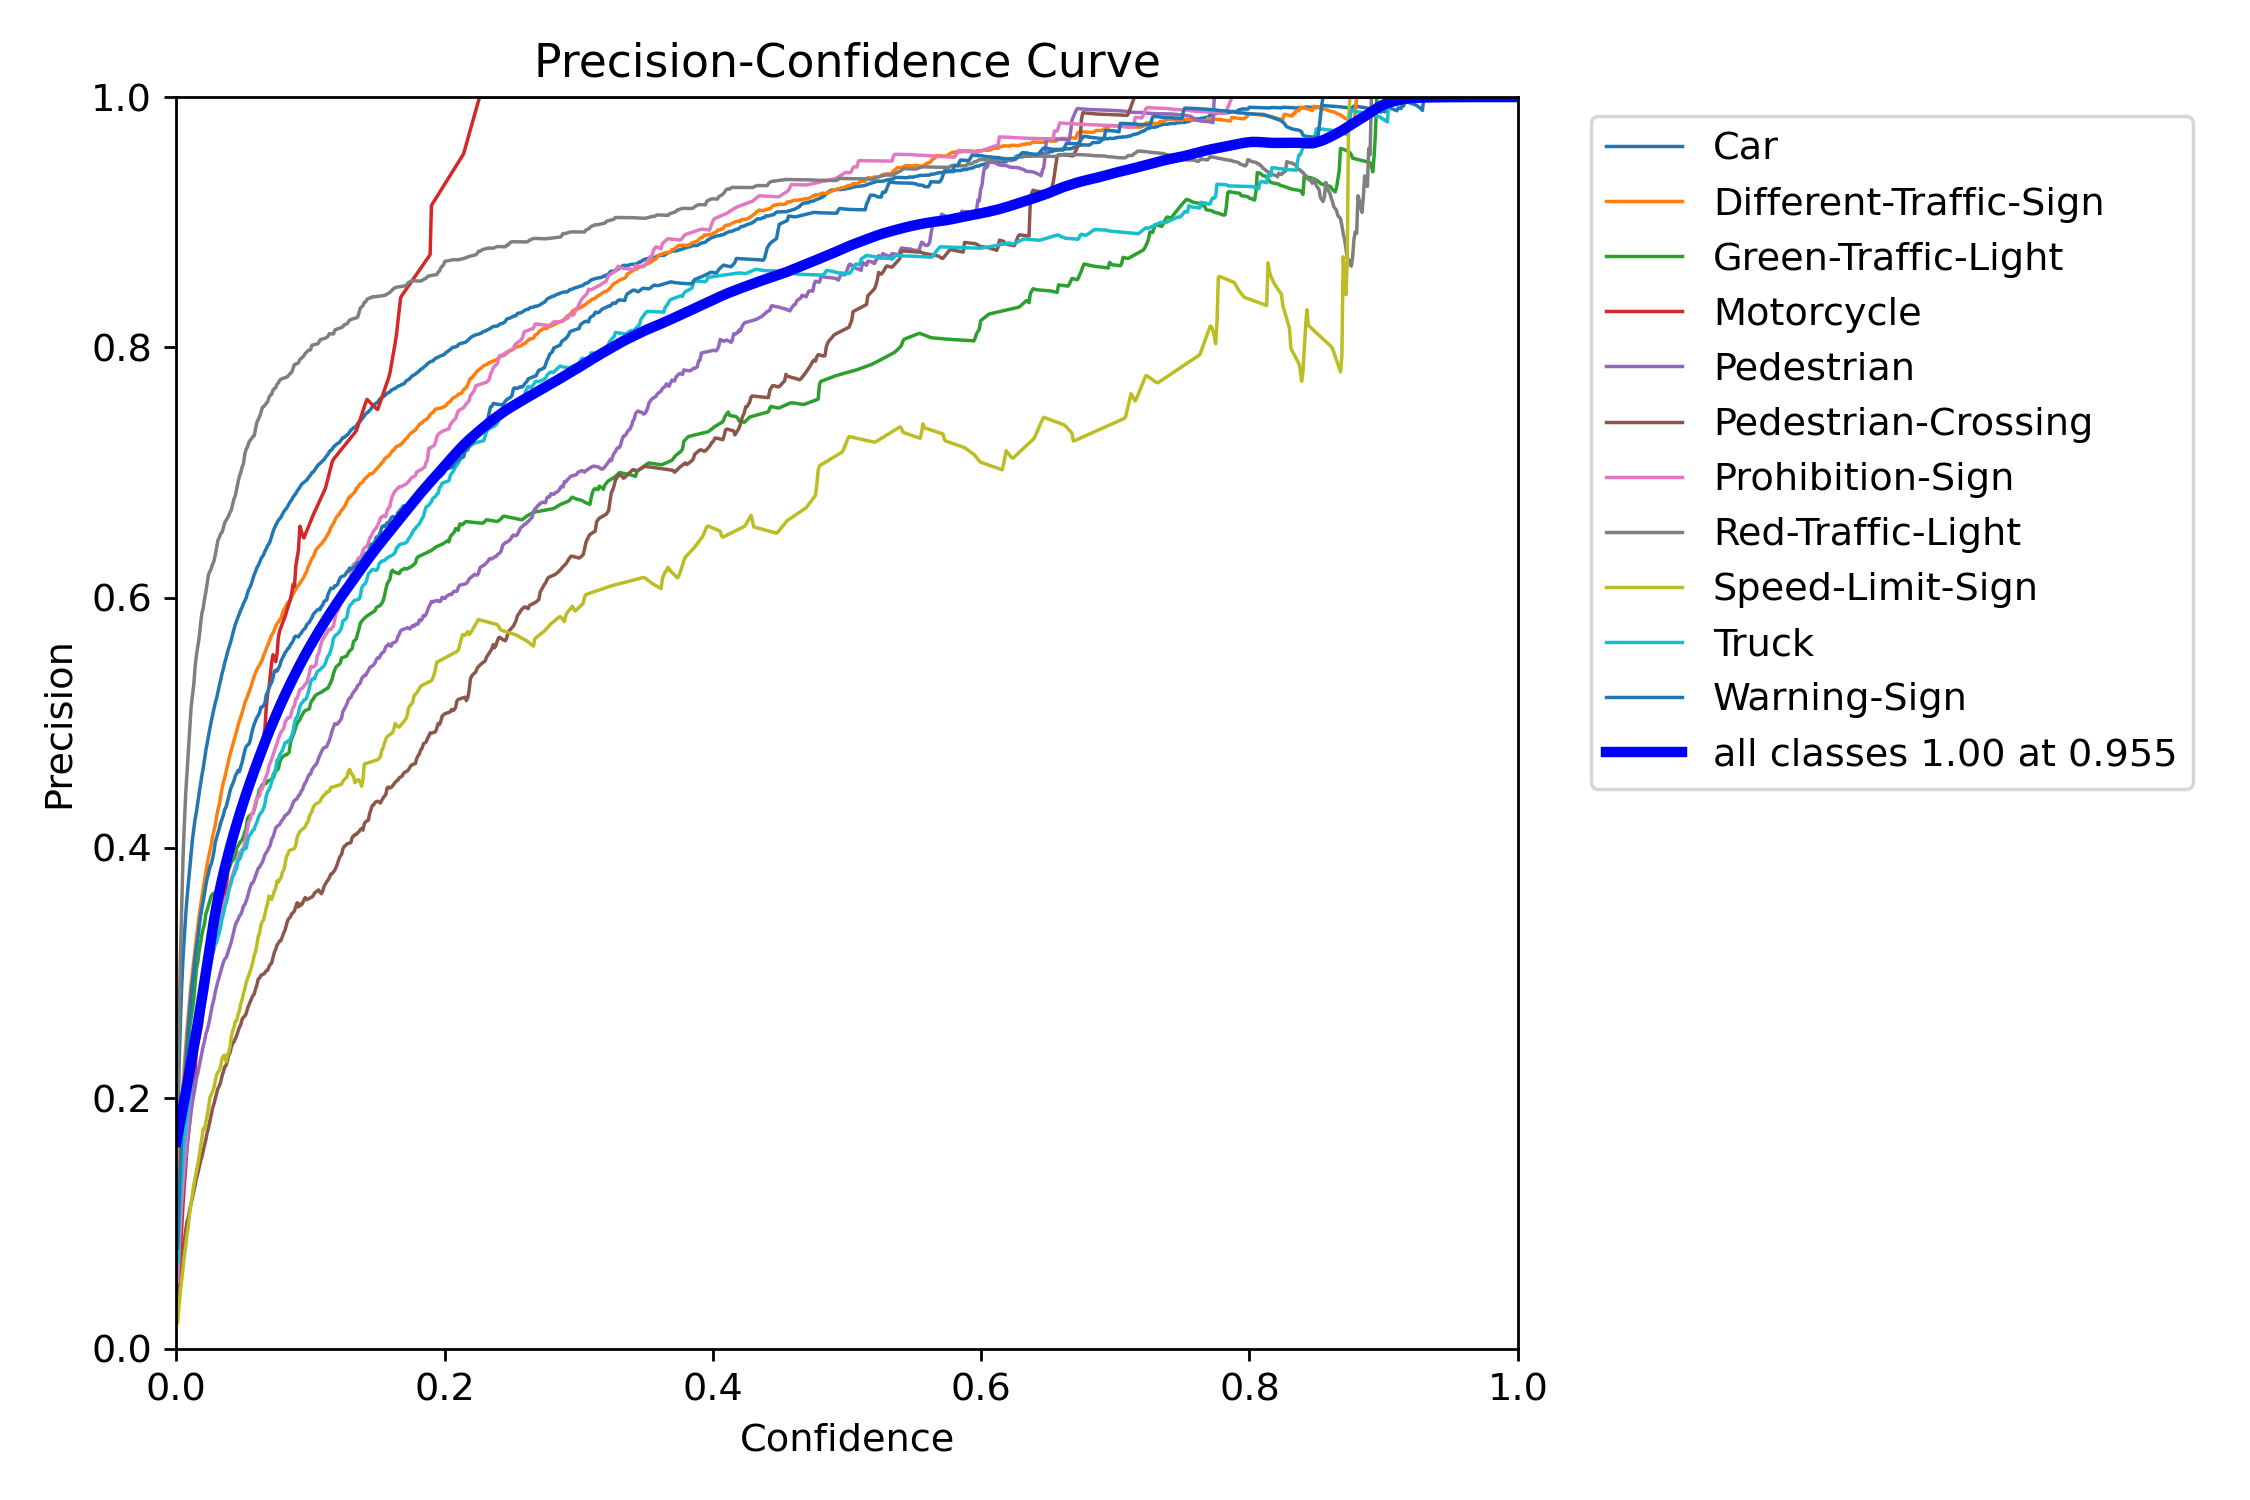 Precision-Confidence Curve
1.0
0.8
0.6
0.4
0.2
0.0
Precision
0.0 0.2 0.4 0.6 0.8 1.0
Confidence
Car
Different-Traffic-Sign
Green-Traffic-Light
Motorcycle
Pedestrian
Pedestrian-Crossing
Prohibition-Sign
Red-Traffic-Light
Speed-Limit-Sign
Truck
Warning-Sign
all classes 1.00 at 0.955